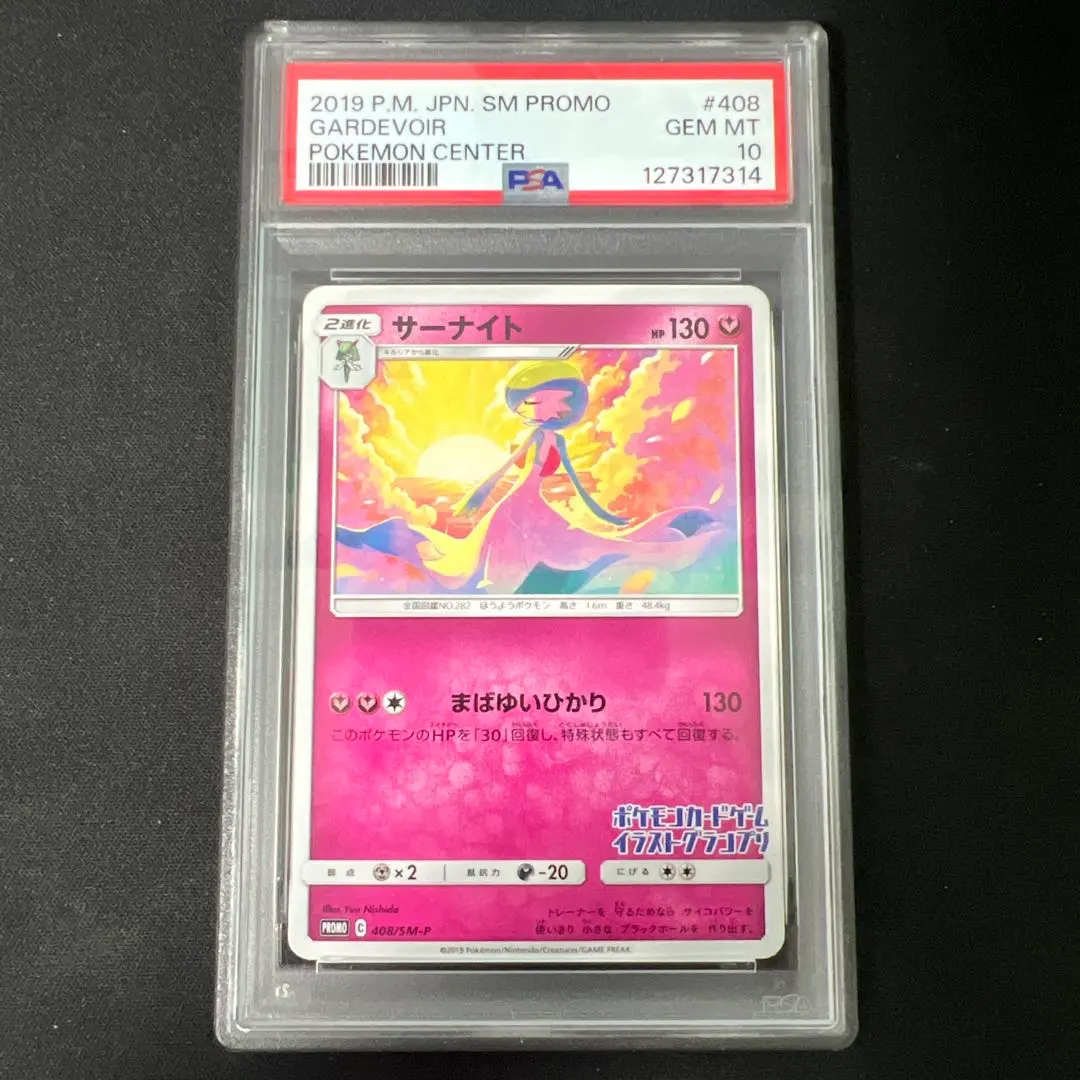 2019 P.M. JPN. SM PROMO #408
GARDEVOIR GEM MT
POKEMON CENTER 10
PSA 127317314
2進化 サーナイト HP 130
キルリアから進化
全国図鑑NO.282 ほうようポケモン 高さ 1.6m 重さ 48.4kg
まばゆいひかり 130
このポケモンのHPを「30」回復し、特殊状態もすべて回復する。
ポケモンカードゲーム
イラストグランプリ
弱点 ×2 抵抗力 -20 にげる
Illus. Yuu Nishida
トレーナーを 守るためなら サイコパワーを
使いきり 小さな ブラックホールを 作り出す。
PROMO C 408/SM-P
©2019 Pokémon/Nintendo/Creatures/GAME FREAK.
PSA